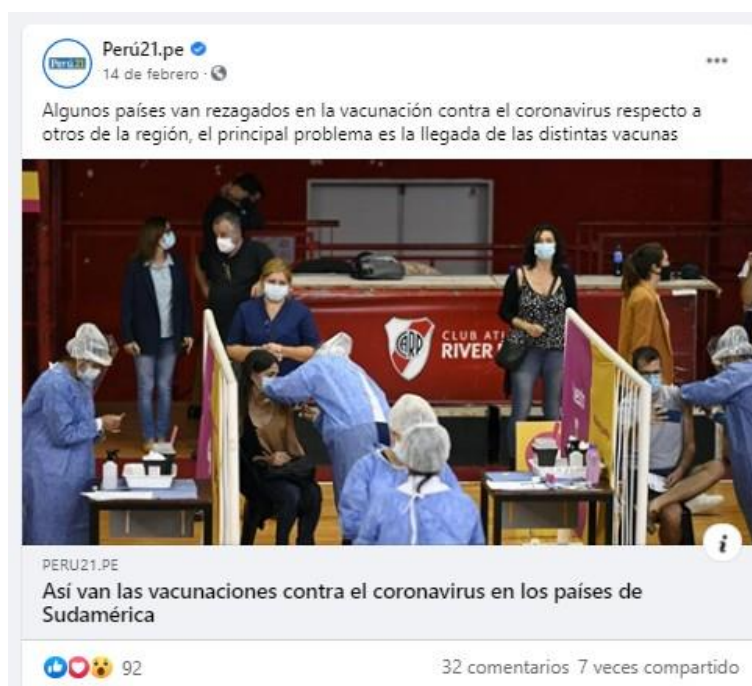 Perú21.pe
Perú21
14 de febrero ·
Algunos países van rezagados en la vacunación contra el coronavirus respecto a
otros de la región, el principal problema es la llegada de las distintas vacunas
CARP
CLUB
RIVER
PERU21.PE
Así van las vacunaciones contra el coronavirus en los países de
Sudamérica
92
32 comentarios 7 veces compartido